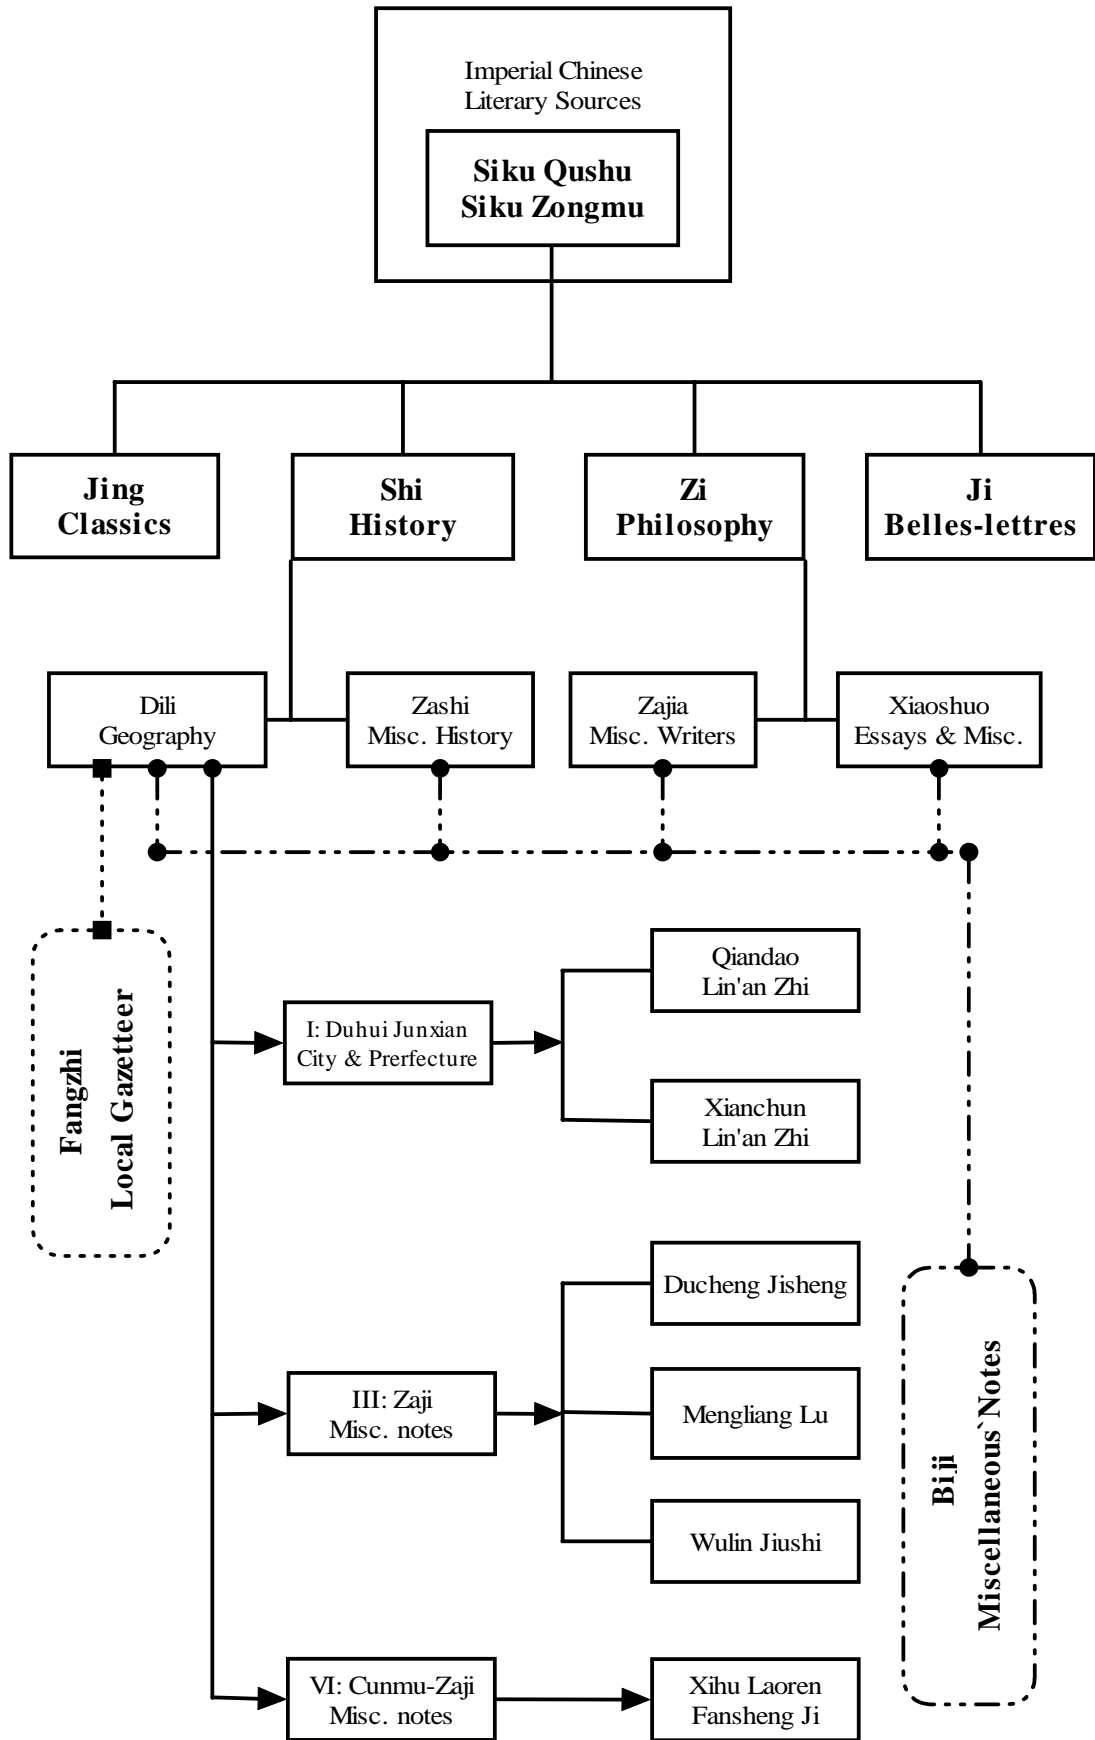 Imperial Chinese
Literary Sources
Siku Qushu
Siku Zongmu
Jing
Classics
Shi
History
Zi
Philosophy
Ji
Belles-lettres
Dili
Geography
Zashi
Misc. History
Zajia
Misc. Writers
Xiaoshuo
Essays & Misc.
Fangzhi
Local Gazetteer
I: Duhui Junxian
City & Prerfecture
Qiandao
Lin'an Zhi
Xianchun
Lin'an Zhi
III: Zaji
Misc. notes
Ducheng Jisheng
Mengliang Lu
Wulin Jiushi
Biji
Miscellaneous`Notes
VI: Cunmu-Zaji
Misc. notes
Xihu Laoren
Fansheng Ji